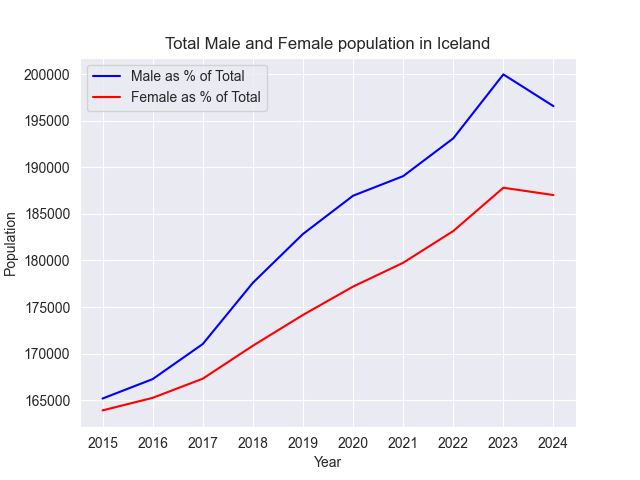 Total Male and Female population in Iceland
Male as % of Total
Female as % of Total
200000
195000
190000
185000
180000
175000
170000
165000
Population
2015 2016 2017 2018 2019 2020 2021 2022 2023 2024
Year